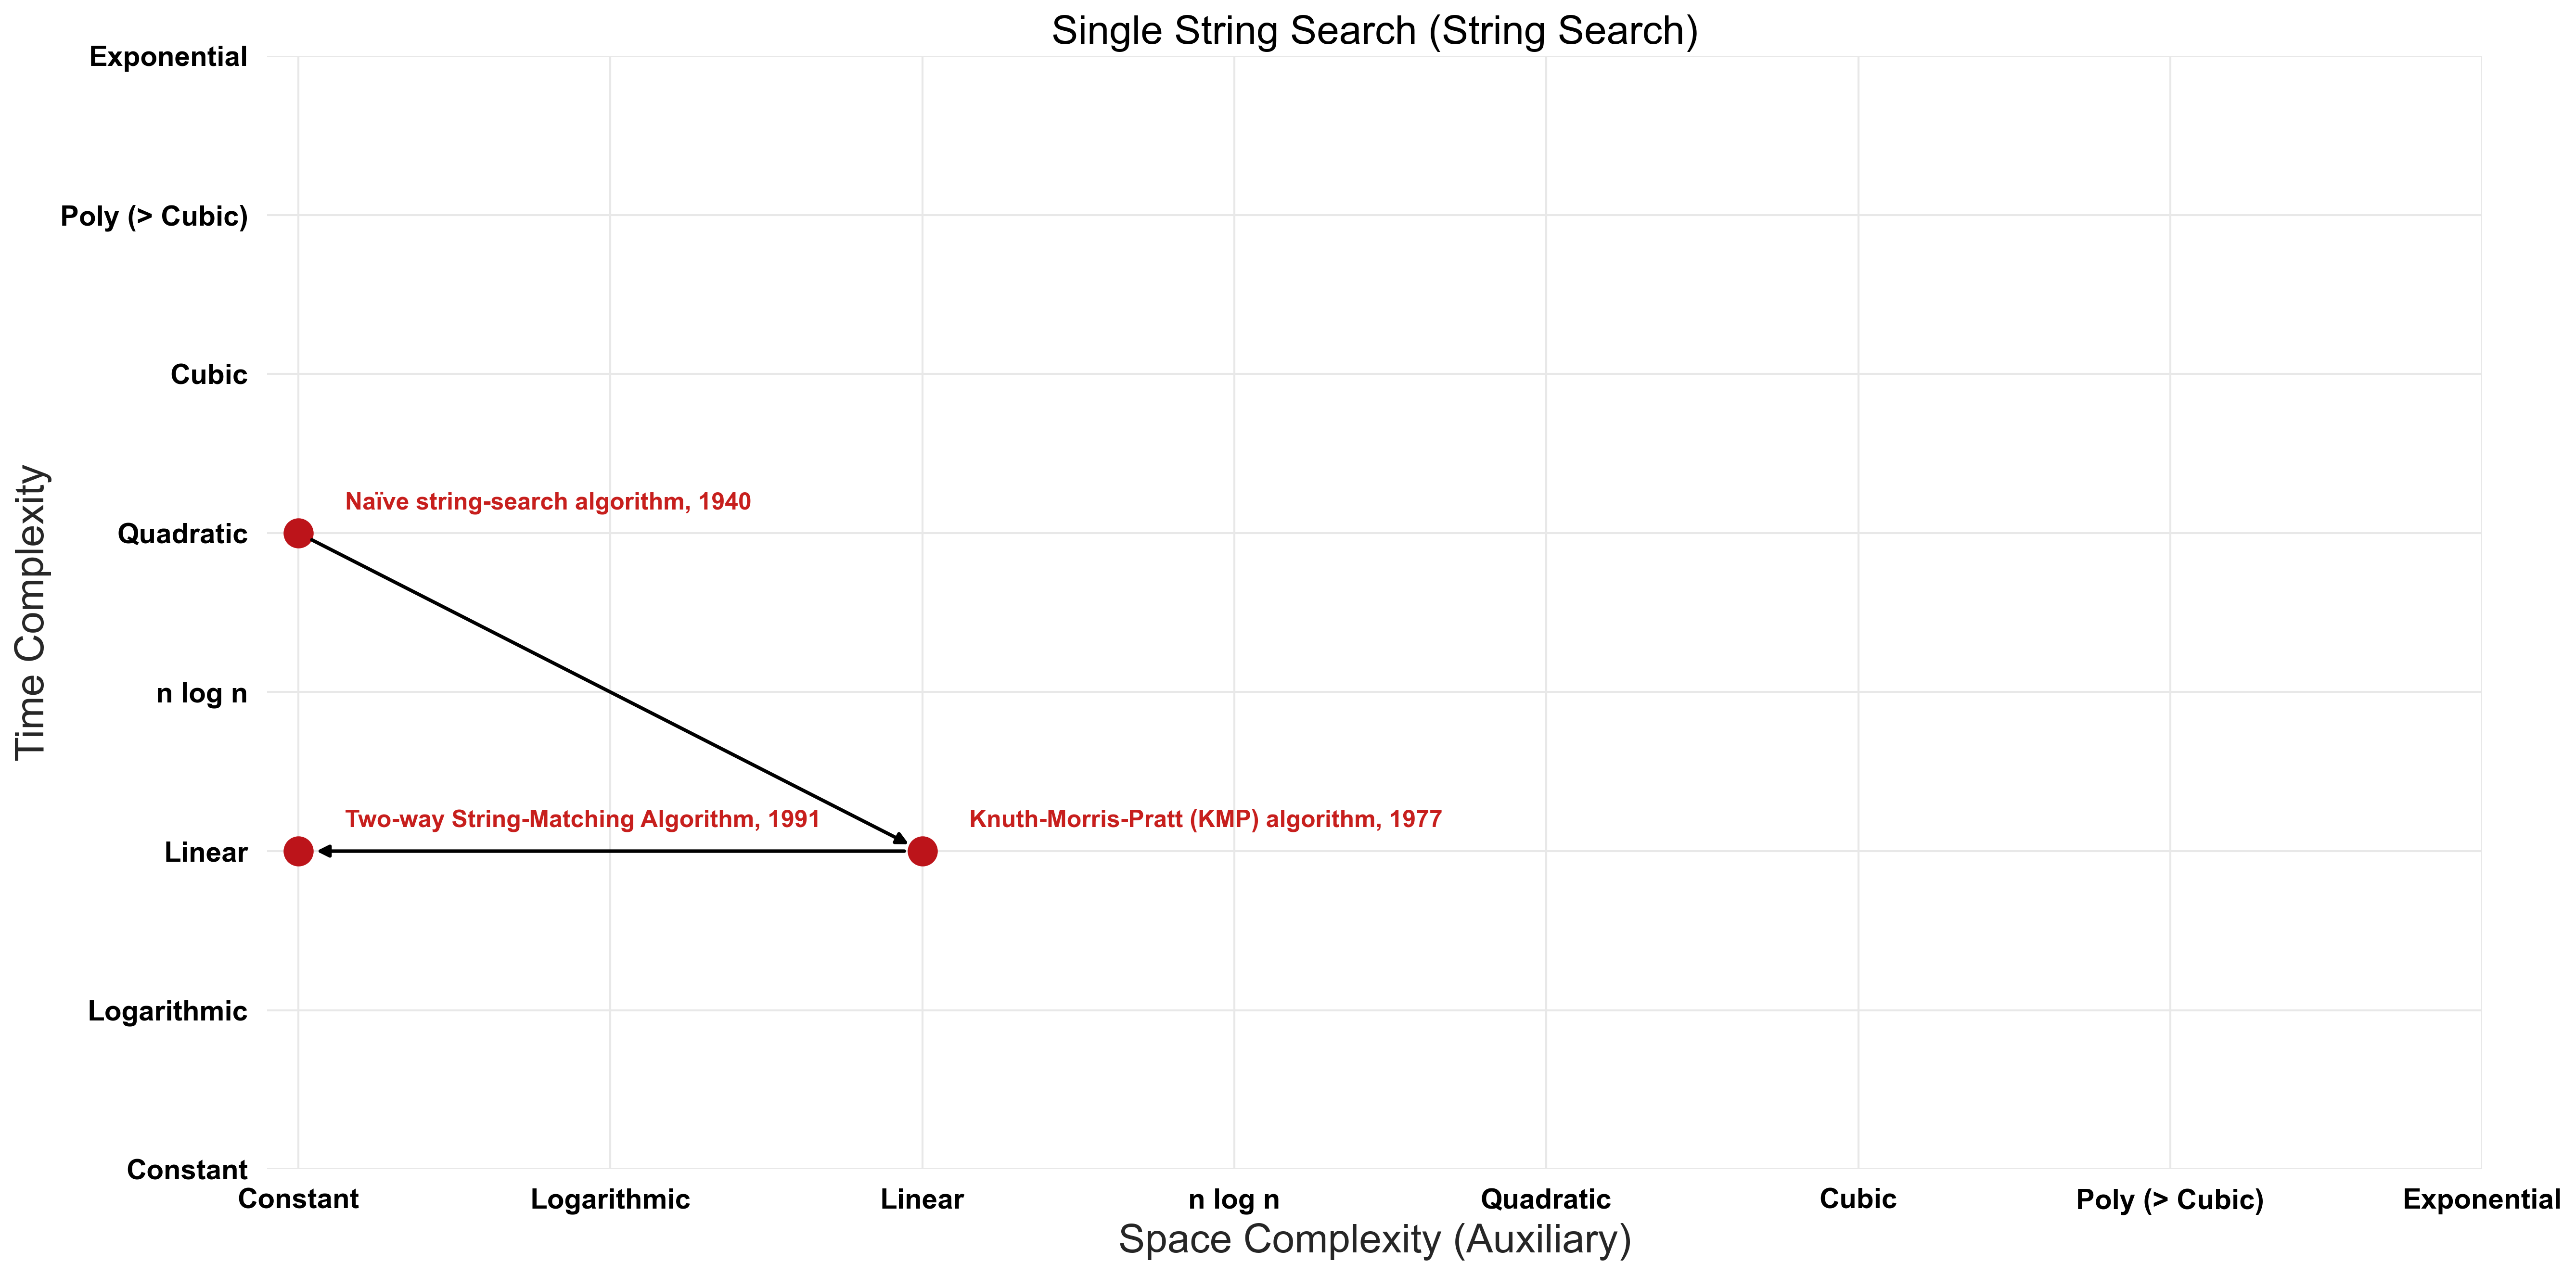 Single String Search (String Search)
Exponential
Poly (> Cubic)
Cubic
Quadratic
n log n
Linear
Logarithmic
Constant
Time Complexity
Naïve string-search algorithm, 1940
Two-way String-Matching Algorithm, 1991
Knuth-Morris-Pratt (KMP) algorithm, 1977
Constant
Logarithmic
Linear
n log n
Quadratic
Cubic
Poly (> Cubic)
Exponential
Space Complexity (Auxiliary)